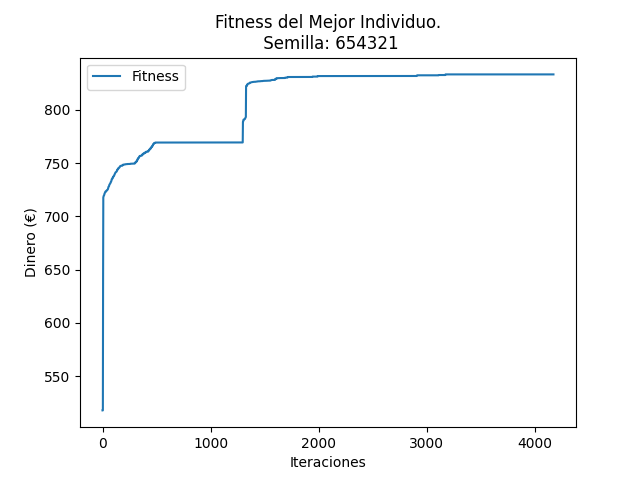 Fitness del Mejor Individuo.
Semilla: 654321
Fitness
800
750
700
650
600
550
Dinero (€)
0 1000 2000 3000 4000
Iteraciones